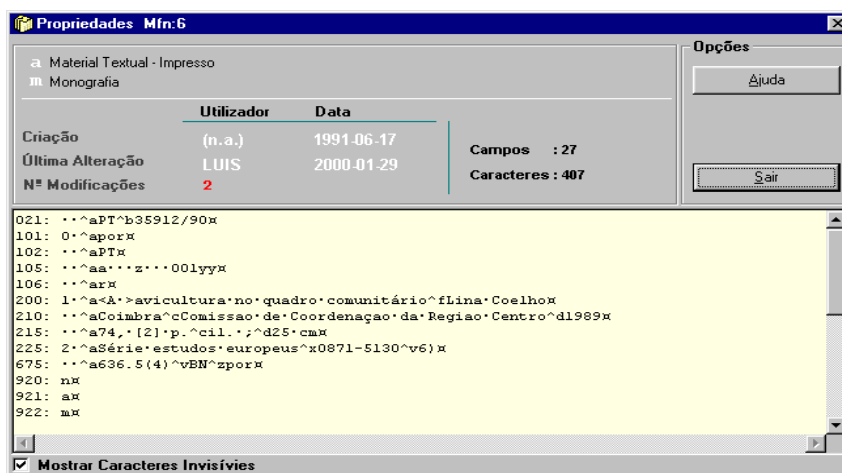 Propriedades Mfn:6
a Material Textual - Impresso
m Monografia
Opções
Ajuda
Sair
Utilizador Data
Criação (n.a.) 1991-06-17
Última Alteração LUIS 2000-01-29
Nº Modificações 2
Campos : 27
Caracteres : 407
021: ··^aPT^b35912/90¤
101: 0·^apor¤
102: ··^aPT¤
105: ··^aa···z···001yy¤
106: ··^ar¤
200: 1·^a<A·>avicultura·no·quadro·comunitário^fLina·Coelho¤
210: ··^aCoimbra^cComissao·de·Coordenaçao·da·Regiao·Centro^d1989¤
215: ··^a74,·[2]·p.^cil.·;^d25·cm¤
225: 2·^aSérie·estudos·europeus^x0871-5130^v6)¤
675: ··^a636.5(4)^vBN^zpor¤
920: n¤
921: a¤
922: m¤
Mostrar Caracteres Invisívies